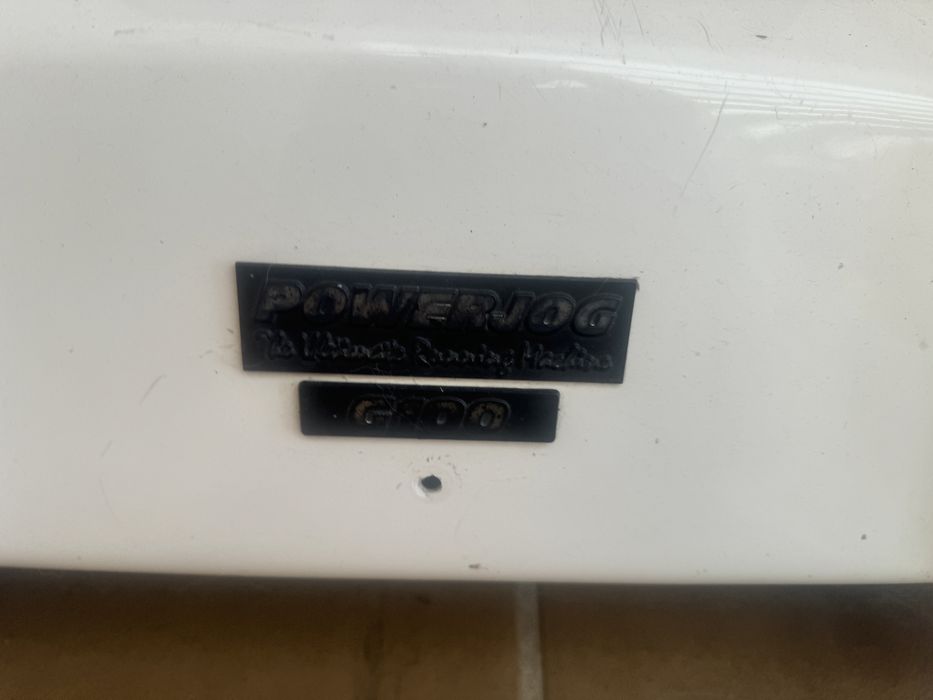 POWERJOG
The Ultimate Running Machine
G100